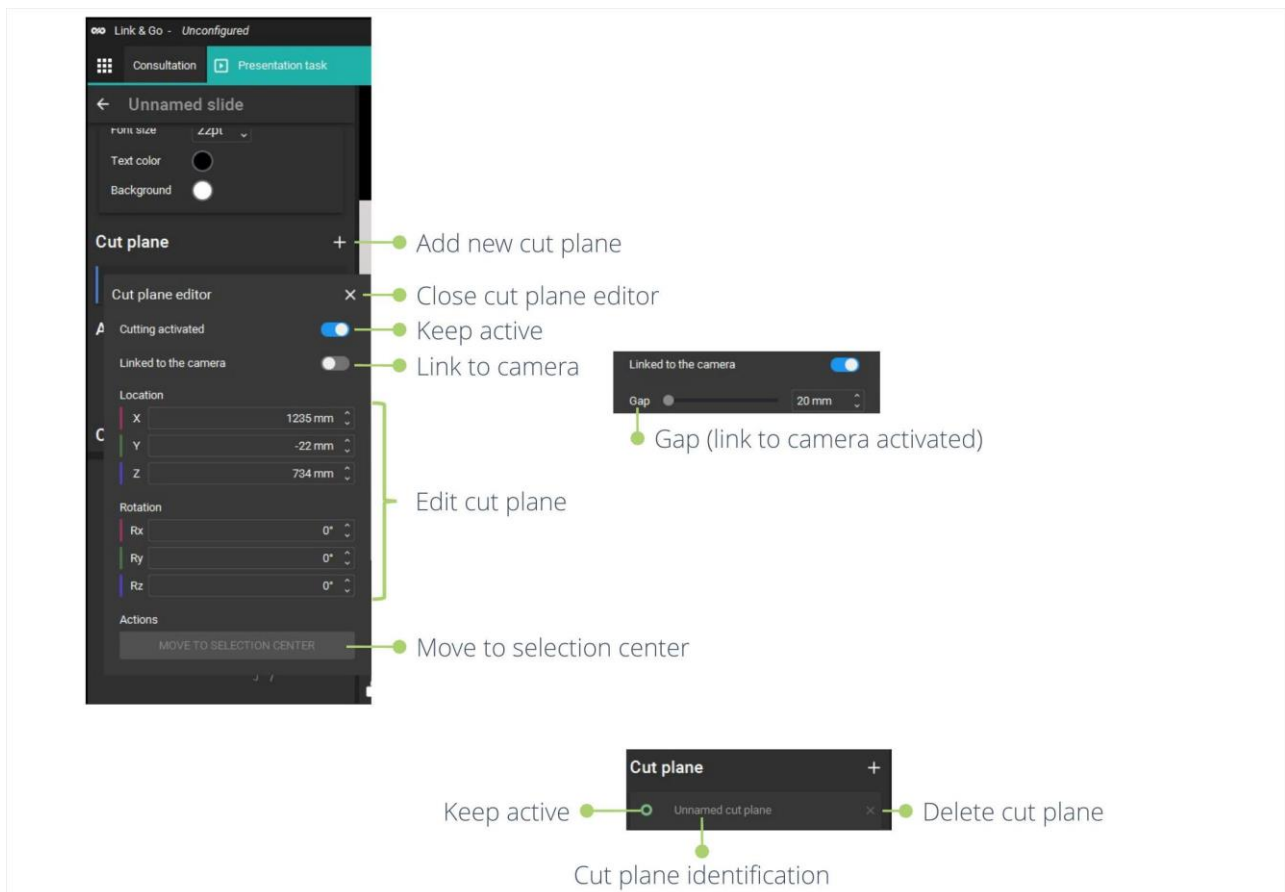 Link & Go - Unconfigured
Consultation Presentation task
Unnamed slide
Font size 22pt
Text color
Background
Cut plane +
Add new cut plane
Cut plane editor
Close cut plane editor
Cutting activated
Keep active
Linked to the camera
Link to camera
Linked to the camera
Gap 20 mm
Gap (link to camera activated)
Location
X 1235 mm
Y -22 mm
Z 734 mm
Edit cut plane
Rotation
Rx 0°
Ry 0°
Rz 0°
Actions
MOVE TO SELECTION CENTER
Move to selection center
Cut plane +
Keep active
Unnamed cut plane
Delete cut plane
Cut plane identification